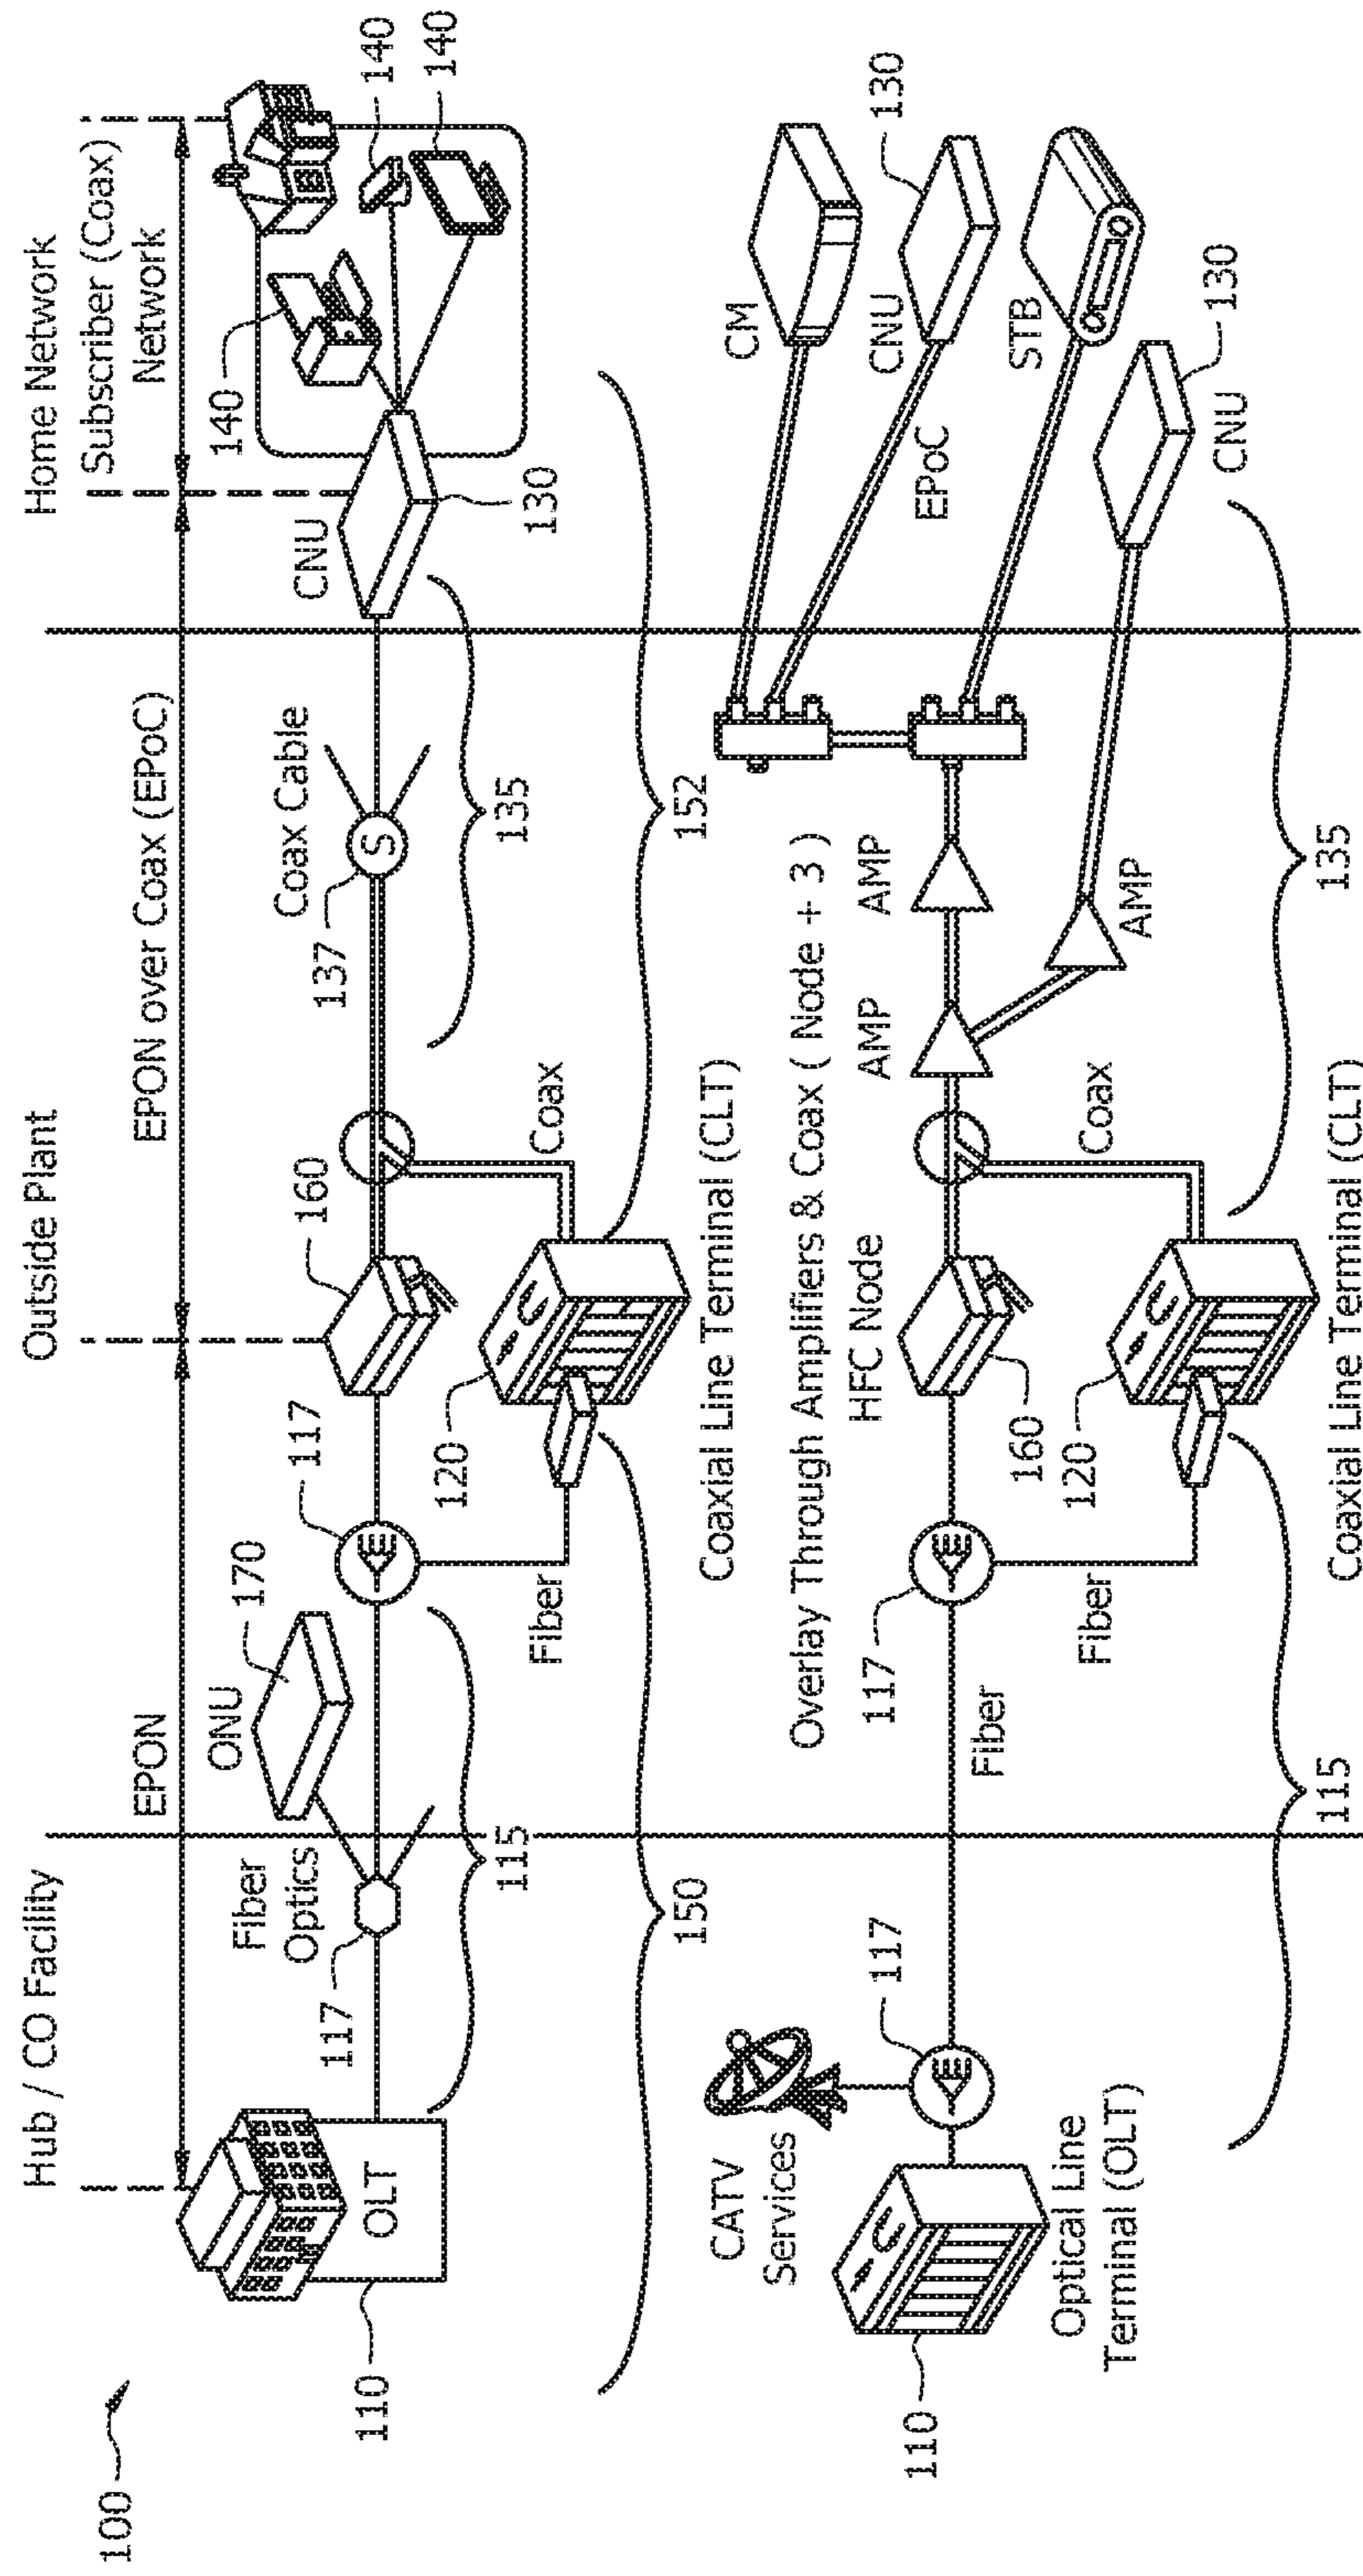 100
Hub / CO Facility
Outside Plant
Home Network
EPON
EPON over Coax (EPoC)
Subscriber (Coax)
Network
110
OLT
Fiber
Optics
117
ONU
170
117
160
137
Coax Cable
CNU
130
140
140
140
115
135
Fiber
120
Coax
150
152
Coaxial Line Terminal (CLT)
CATV
Services
Overlay Through Amplifiers & Coax ( Node + 3 )
117
117
HFC Node
AMP
AMP
CM
CNU
130
110
Fiber
160
EPoC
STB
Optical Line
Terminal (OLT)
Fiber
120
Coax
AMP
CNU
130
115
135
Coaxial Line Terminal (CLT)